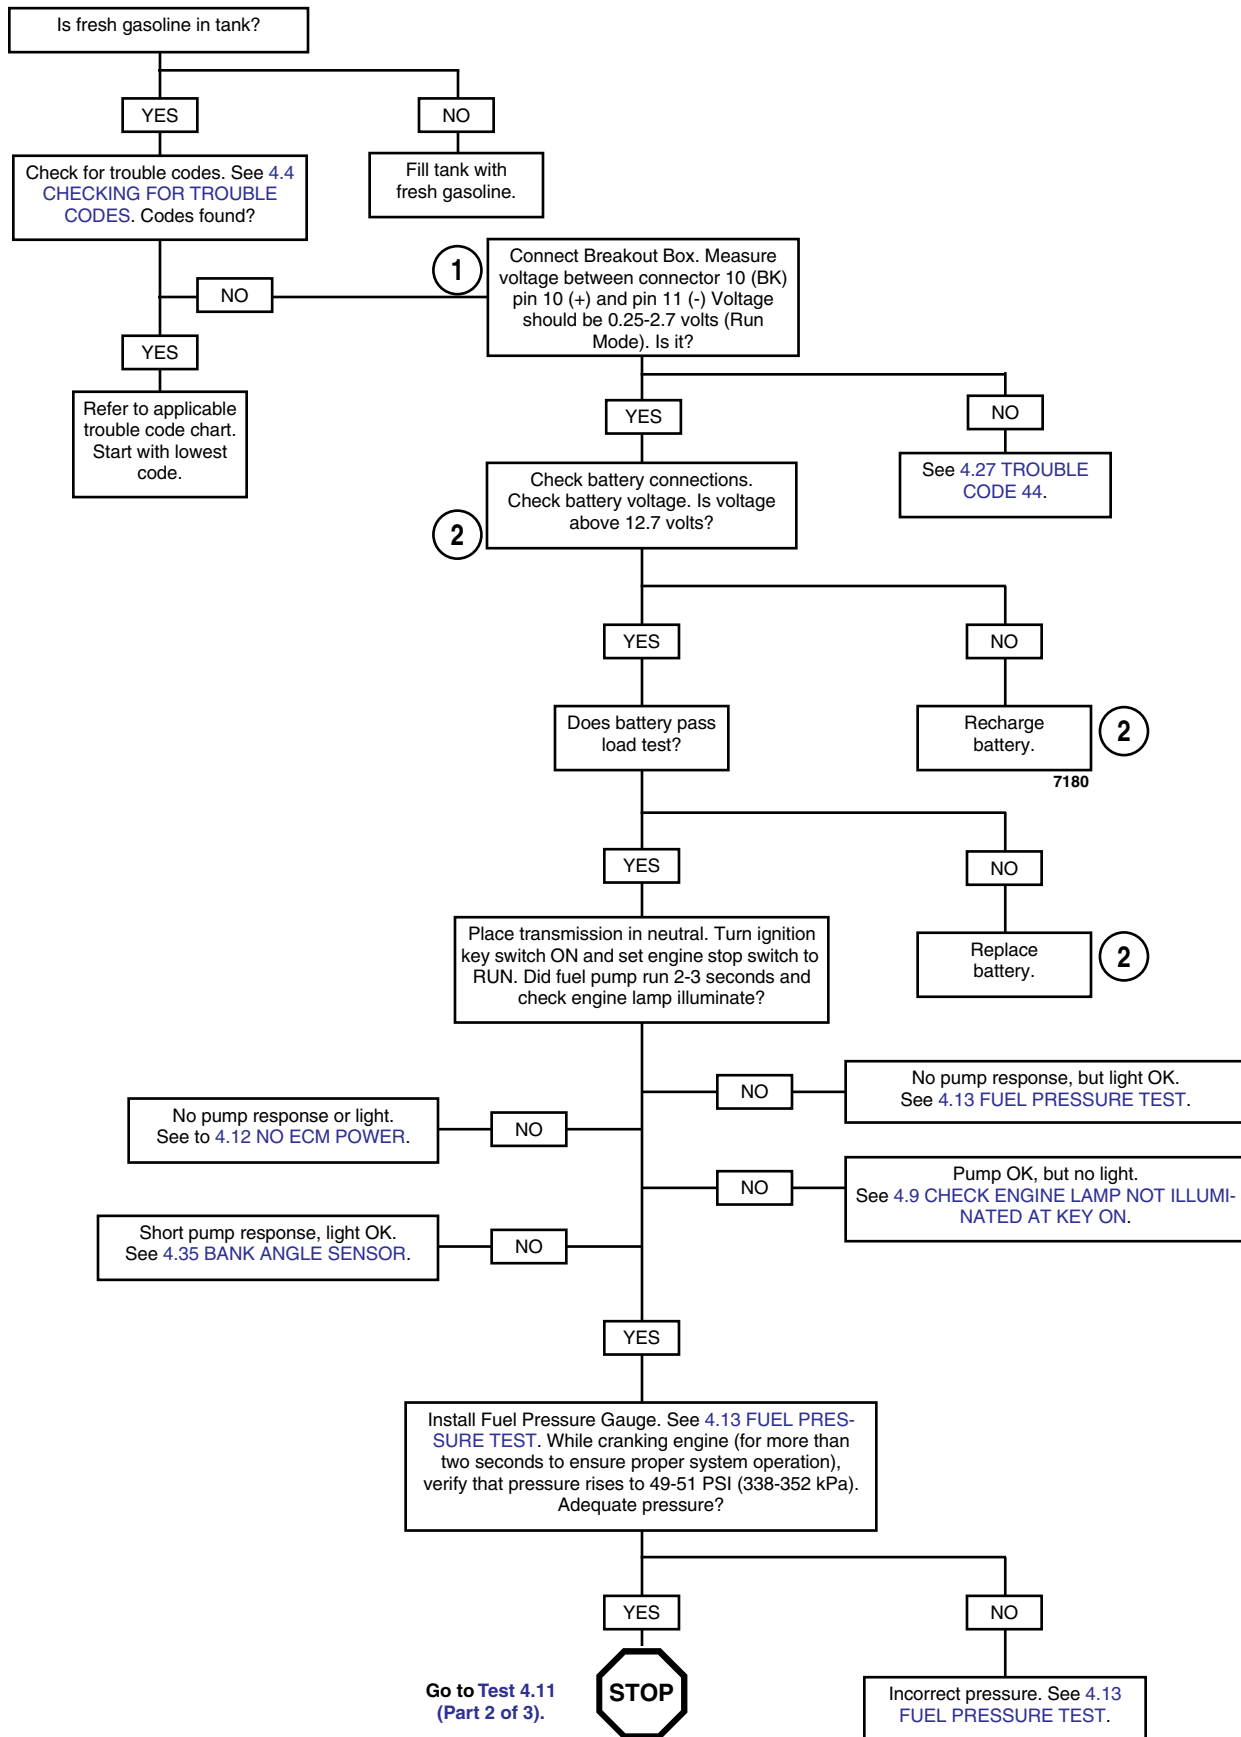 Is fresh gasoline in tank?
YES
NO
Check for trouble codes. See 4.4
CHECKING FOR TROUBLE
CODES. Codes found?
Fill tank with
fresh gasoline.
1
Connect Breakout Box. Measure
voltage between connector 10 (BK)
pin 10 (+) and pin 11 (-) Voltage
should be 0.25-2.7 volts (Run
Mode). Is it?
NO
YES
Refer to applicable
trouble code chart.
Start with lowest
code.
YES
NO
See 4.27 TROUBLE
CODE 44.
Check battery connections.
Check battery voltage. Is voltage
above 12.7 volts?
2
YES
NO
Does battery pass
load test?
Recharge
battery.
2
7180
YES
NO
Place transmission in neutral. Turn ignition
key switch ON and set engine stop switch to
RUN. Did fuel pump run 2-3 seconds and
check engine lamp illuminate?
Replace
battery.
2
NO
No pump response, but light OK.
See 4.13 FUEL PRESSURE TEST.
No pump response or light.
See to 4.12 NO ECM POWER.
NO
NO
Pump OK, but no light.
See 4.9 CHECK ENGINE LAMP NOT ILLUMI-
NATED AT KEY ON.
Short pump response, light OK.
See 4.35 BANK ANGLE SENSOR.
NO
YES
Install Fuel Pressure Gauge. See 4.13 FUEL PRES-
SURE TEST. While cranking engine (for more than
two seconds to ensure proper system operation),
verify that pressure rises to 49-51 PSI (338-352 kPa).
Adequate pressure?
YES
NO
Go to Test 4.11
(Part 2 of 3).
STOP
Incorrect pressure. See 4.13
FUEL PRESSURE TEST.